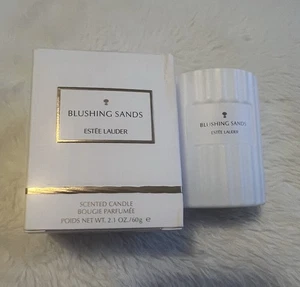 BLUSHING SANDS
ESTĒE LAUDER
SCENTED CANDLE
BOUGIE PARFUMÉE
POIDS NET WT. 2.1 OZ./60g ℮
BLUSHING SANDS
ESTĒE LAUDER